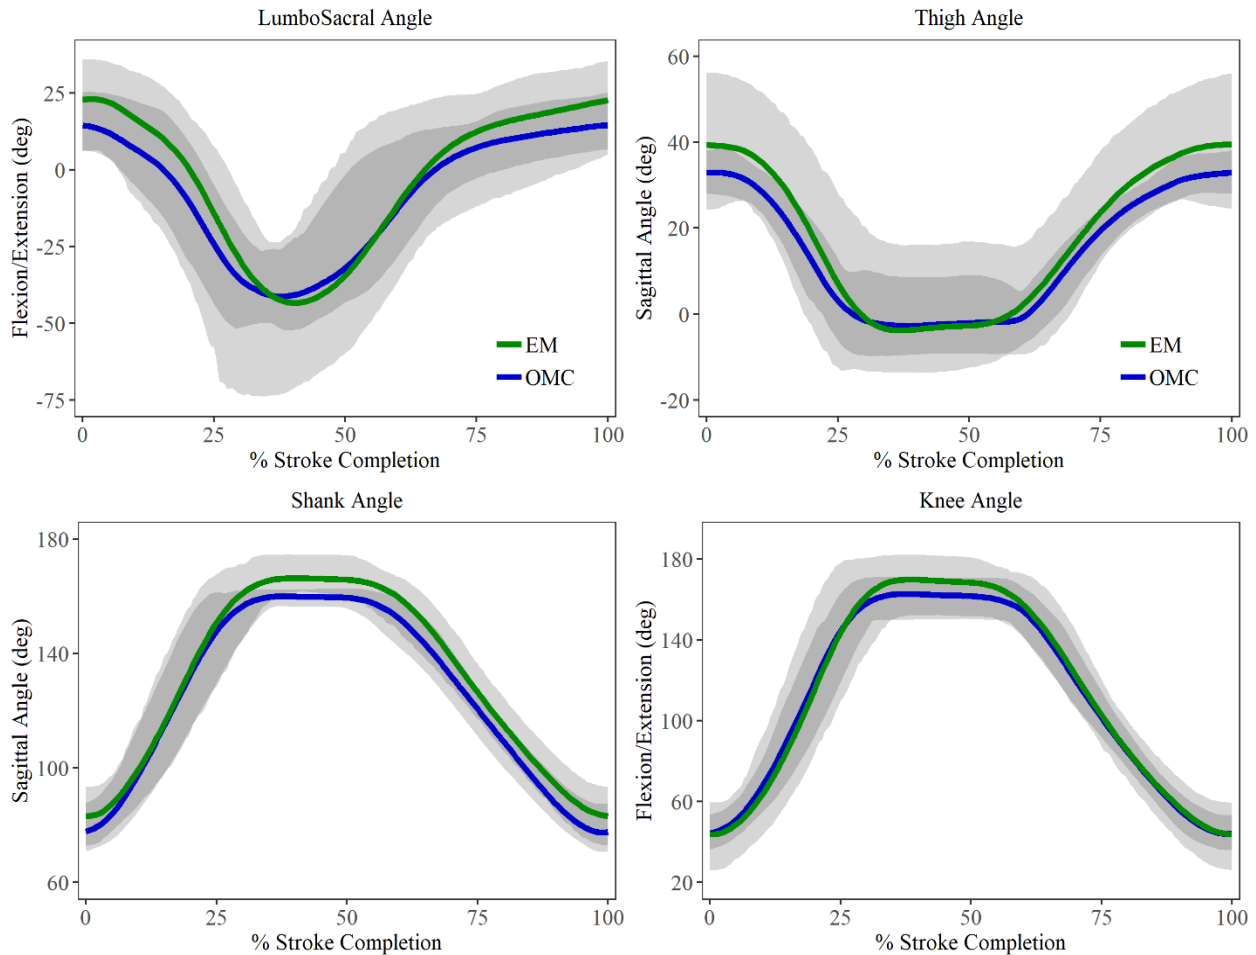 LumboSacral Angle
Flexion/Extension (deg)
25
0
-25
-50
-75
EM
OMC
0 25 50 75 100
% Stroke Completion
Thigh Angle
Sagittal Angle (deg)
60
40
20
0
-20
EM
OMC
0 25 50 75 100
% Stroke Completion
Shank Angle
Sagittal Angle (deg)
180
140
100
60
0 25 50 75 100
% Stroke Completion
Knee Angle
Flexion/Extension (deg)
180
140
100
60
20
0 25 50 75 100
% Stroke Completion